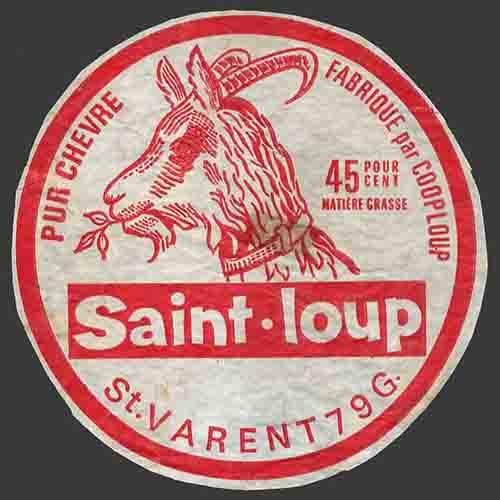 PUR CHEVRE
FABRIQUE par COOPLOUP
45 POUR CENT
MATIÈRE GRASSE
Saint·loup
St. VARENT 79 G.